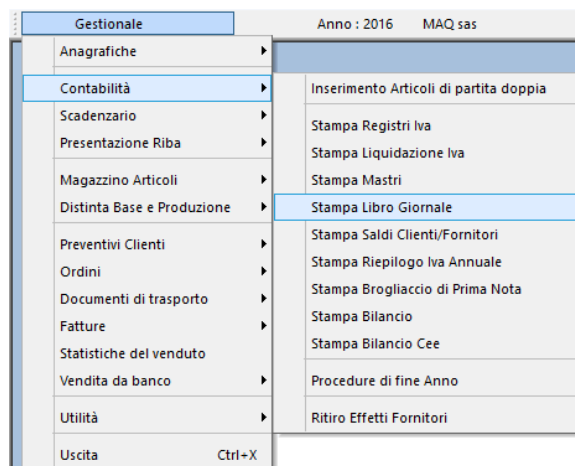 Gestionale
Anno : 2016
MAQ sas
Anagrafiche
Contabilità
Scadenzario
Presentazione Riba
Magazzino Articoli
Distinta Base e Produzione
Preventivi Clienti
Ordini
Documenti di trasporto
Fatture
Statistiche del venduto
Vendita da banco
Utilità
Uscita Ctrl+X
Inserimento Articoli di partita doppia
Stampa Registri Iva
Stampa Liquidazione Iva
Stampa Mastri
Stampa Libro Giornale
Stampa Saldi Clienti/Fornitori
Stampa Riepilogo Iva Annuale
Stampa Brogliaccio di Prima Nota
Stampa Bilancio
Stampa Bilancio Cee
Procedure di fine Anno
Ritiro Effetti Fornitori